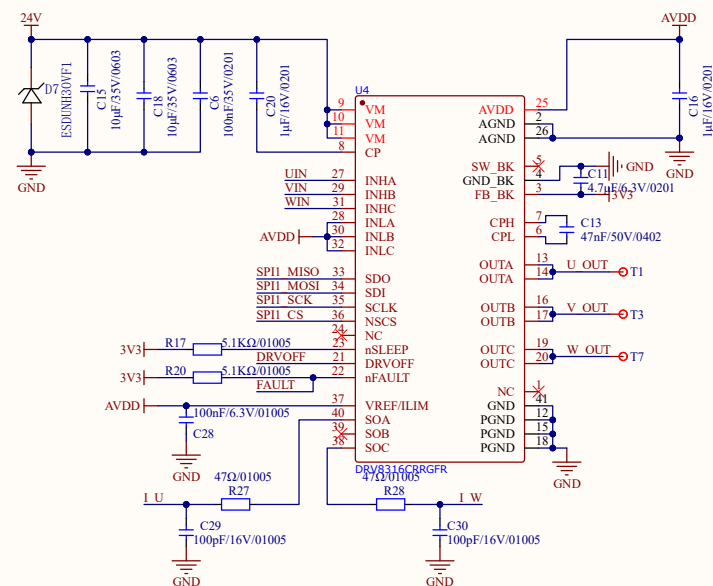 24V
AVDD
D7
ESDUNH30VF1
C15
10μF/35V/0603
C18
10μF/35V/0603
C6
100nF/35V/0201
C20
1μF/16V/0201
C16
1μF/16V/0201
GND
GND
U4
9 VM
10 VM
11 VM
8 CP
UIN 27 INHA
VIN 29 INHB
WIN 31 INHC
28 INLA
AVDD 30 INLB
32 INLC
SPI1_MISO 33 SDO
SPI1_MOSI 34 SDI
SPI1_SCK 35 SCLK
SPI1_CS 36 NSCS
24 NC
3V3 R17 5.1KΩ/01005 23 nSLEEP
DRVOFF 21 DRVOFF
3V3 R20 5.1KΩ/01005 22 nFAULT
FAULT
AVDD 37 VREF/ILIM
100nF/6.3V/01005
C28
GND
40 SOA
39 SOB
38 SOC
AVDD 25
AGND 2
AGND 26
SW_BK 5
GND_BK 4
FB_BK 3
GND
C11
4.7μF/6.3V/0201
3V3
CPH 7
CPL 6
C13
47nF/50V/0402
OUTA 13
OUTA 14
U_OUT T1
OUTB 16
OUTB 17
V_OUT T3
OUTC 19
OUTC 20
W_OUT T7
NC 1
GND 41
PGND 12
PGND 15
PGND 18
GND
DRV8316CRRGFR
47Ω/01005
I_U R27
C29
100pF/16V/01005
GND
47Ω/01005
R28 I_W
C30
100pF/16V/01005
GND